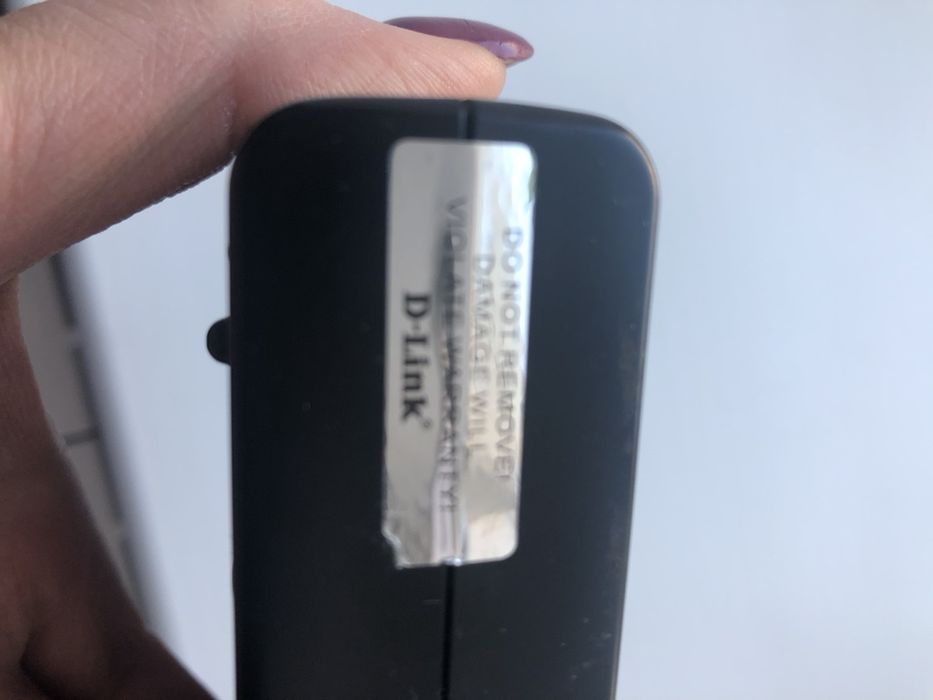 DO NOT REMOVE!
DAMAGE WILL
VIOLATE WARRANTY!
D-Link®